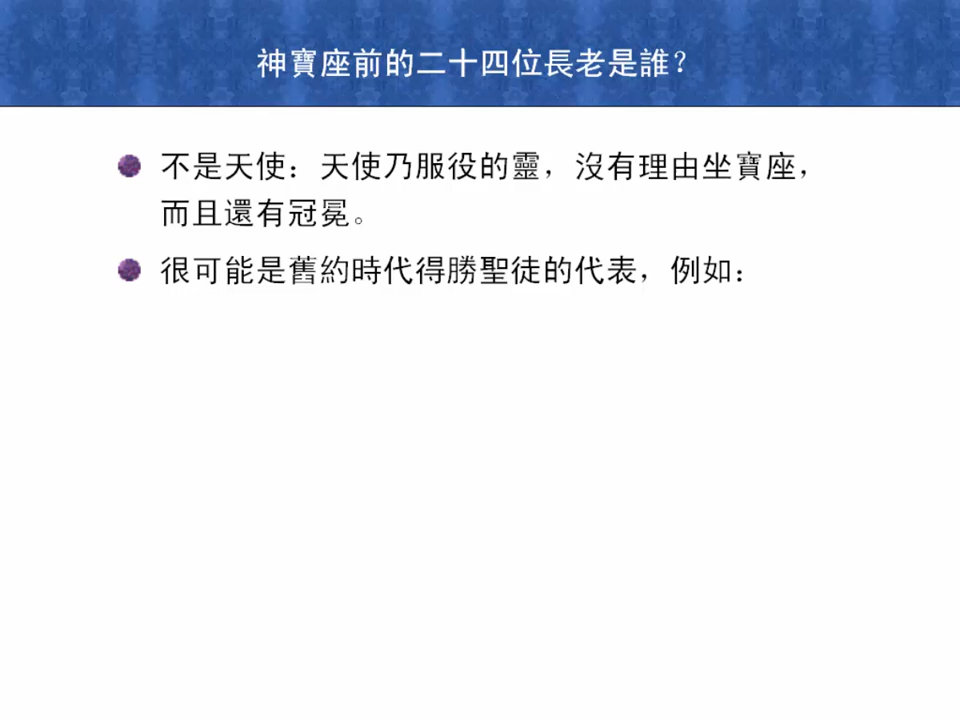 神寶座前的二十四位長老是誰？
不是天使：天使乃服役的靈，沒有理由坐寶座，
而且還有冠冕。
很可能是舊約時代得勝聖徒的代表，例如：